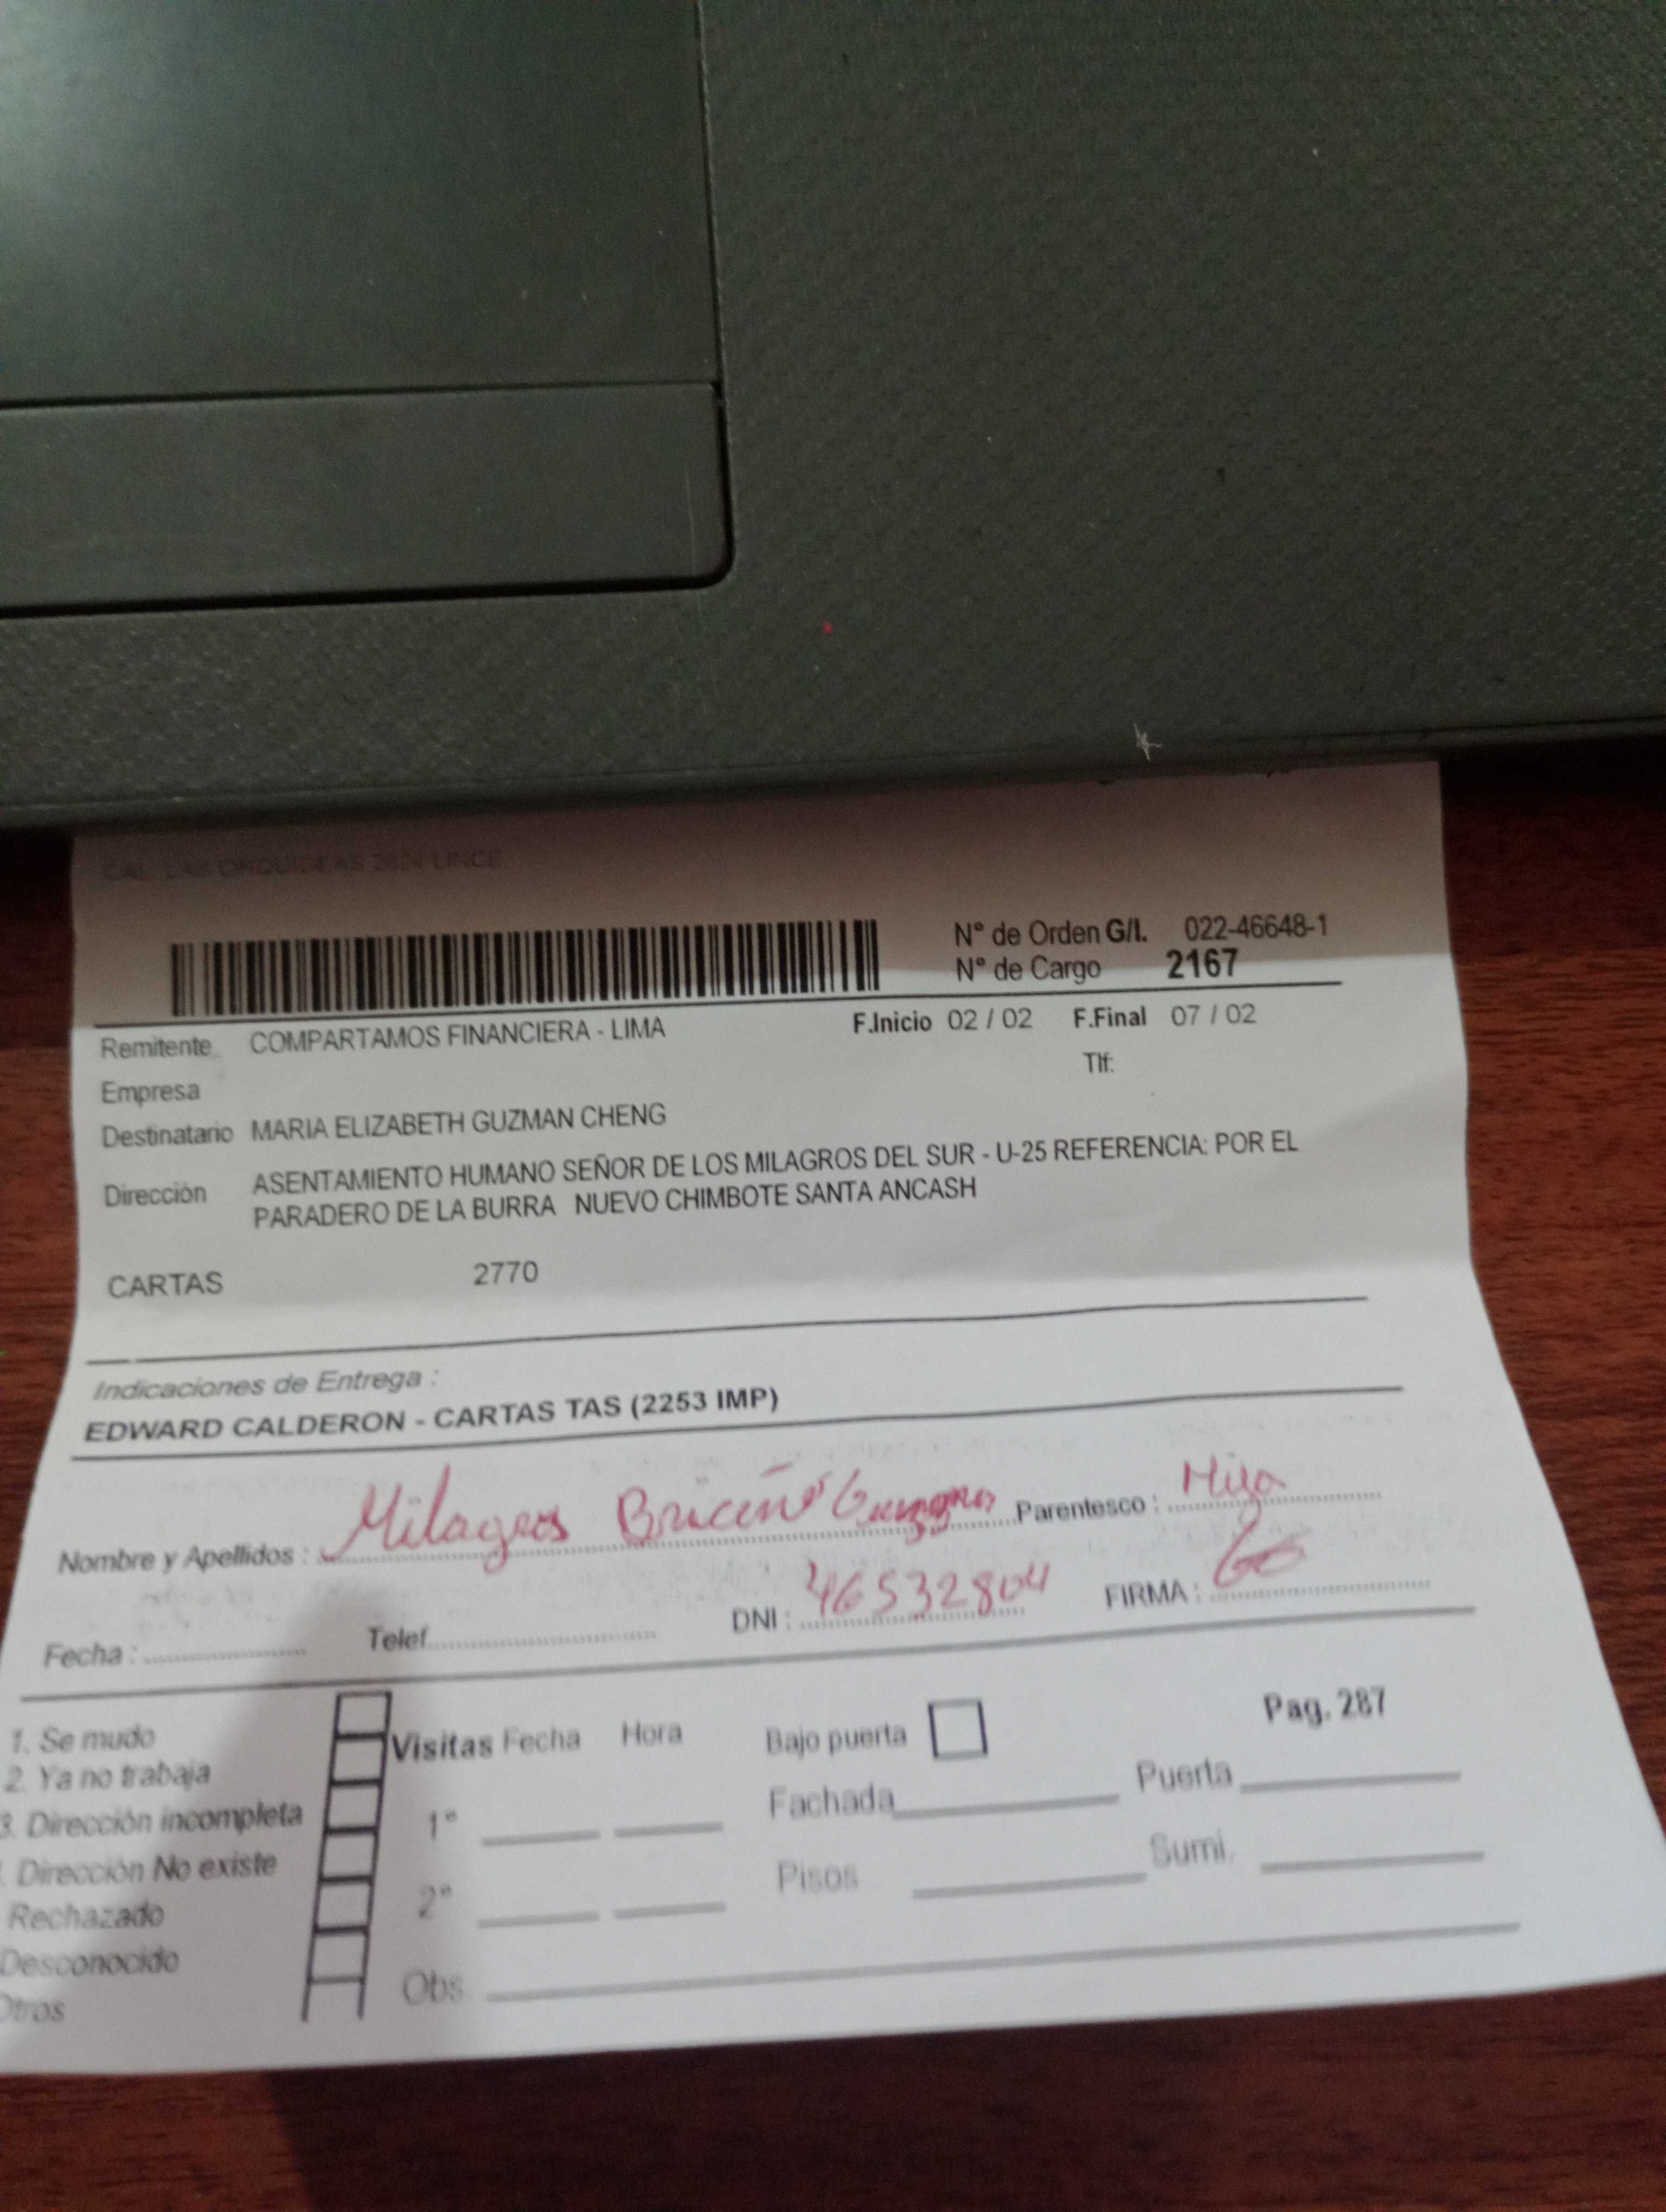 CAL. LAS ORQUIDEAS LINCE
N° de Orden G/I. 022-46648-1
N° de Cargo 2167
Remitente COMPARTAMOS FINANCIERA - LIMA F.Inicio 02 / 02 F.Final 07 / 02
Empresa Tlf:
Destinatario MARIA ELIZABETH GUZMAN CHENG
Dirección ASENTAMIENTO HUMANO SEÑOR DE LOS MILAGROS DEL SUR - U-25 REFERENCIA: POR EL
PARADERO DE LA BURRA NUEVO CHIMBOTE SANTA ANCASH
CARTAS 2770
Indicaciones de Entrega :
EDWARD CALDERON - CARTAS TAS (2253 IMP)
Nombre y Apellidos : Milagros Briceño Guzman Parentesco : Hija
Fecha : Telef. DNI : 46532804 FIRMA :
1. Se mudo Visitas Fecha Hora Bajo puerta Pag. 287
2. Ya no trabaja
3. Dirección incompleta 1° Fachada Puerta
. Dirección No existe
Rechazado 2° Pisos Sumi.
Desconocido
Otros Obs